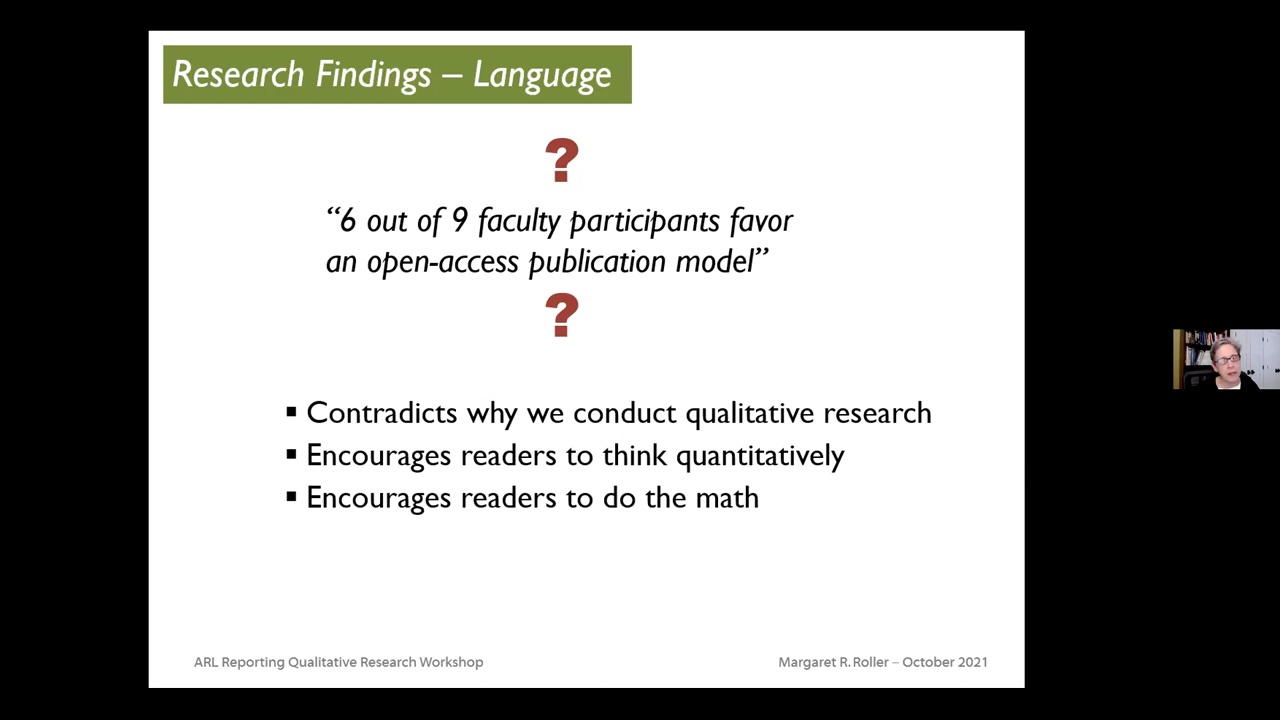 Research Findings – Language
?
“6 out of 9 faculty participants favor
an open-access publication model”
?
▪ Contradicts why we conduct qualitative research
▪ Encourages readers to think quantitatively
▪ Encourages readers to do the math
ARL Reporting Qualitative Research Workshop
Margaret R. Roller – October 2021